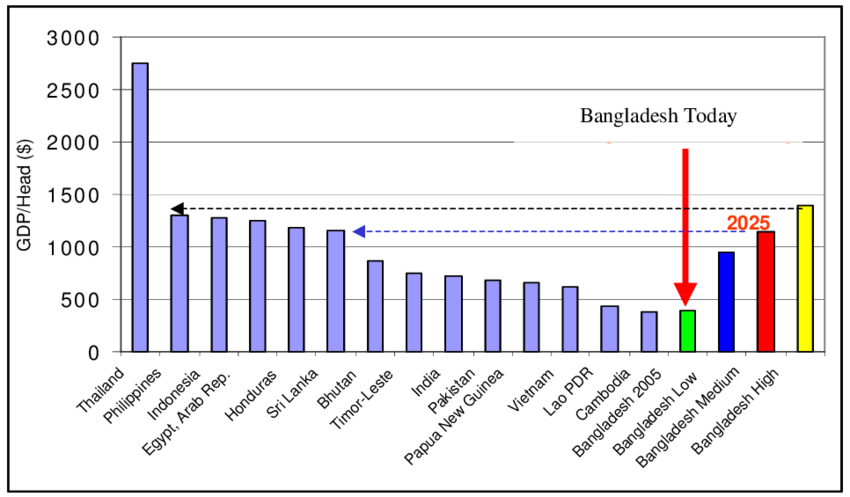 3000
2500
2000
1500
1000
500
0
GDP/Head ($)
Bangladesh Today
2025
Thailand
Philippines
Indonesia
Egypt, Arab Rep.
Honduras
Sri Lanka
Bhutan
Timor-Leste
India
Pakistan
Papua New Guinea
Vietnam
Lao PDR
Cambodia
Bangladesh 2005
Bangladesh Low
Bangladesh Medium
Bangladesh High